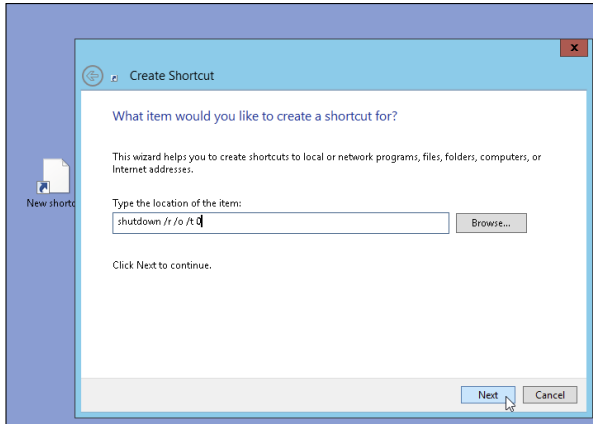 x
Create Shortcut
What item would you like to create a shortcut for?
This wizard helps you to create shortcuts to local or network programs, files, folders, computers, or
Internet addresses.
New shortc
Type the location of the item:
shutdown /r /o /t 0
Browse...
Click Next to continue.
Next
Cancel